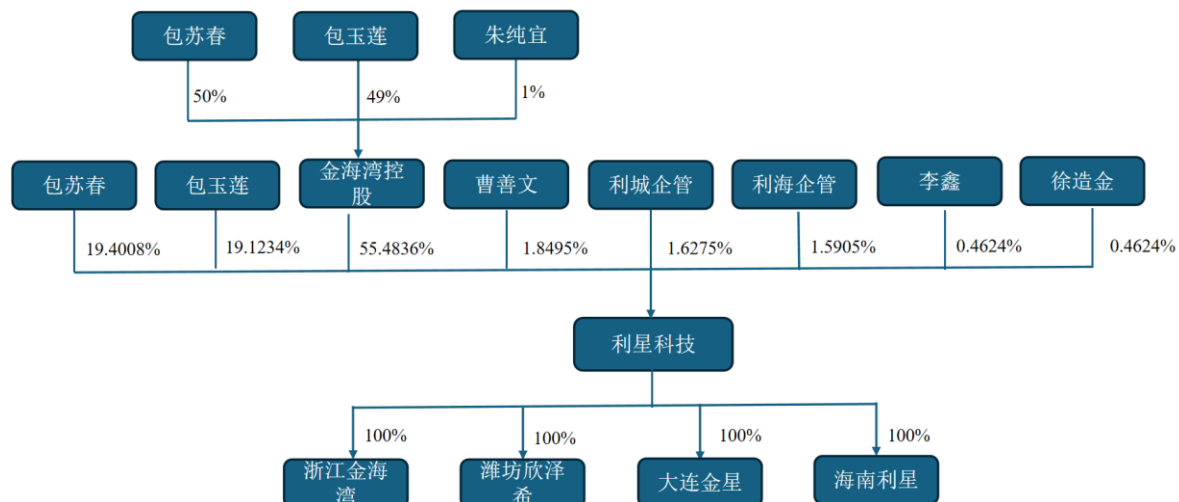 包苏春
包玉莲
朱纯宜
50%
49%
1%
包苏春
包玉莲
金海湾控
股
曹善文
利城企管
利海企管
李鑫
徐造金
19.4008%
19.1234%
55.4836%
1.8495%
1.6275%
1.5905%
0.4624%
0.4624%
利星科技
100%
100%
100%
100%
浙江金海
湾
潍坊欣泽
希
大连金星
海南利星